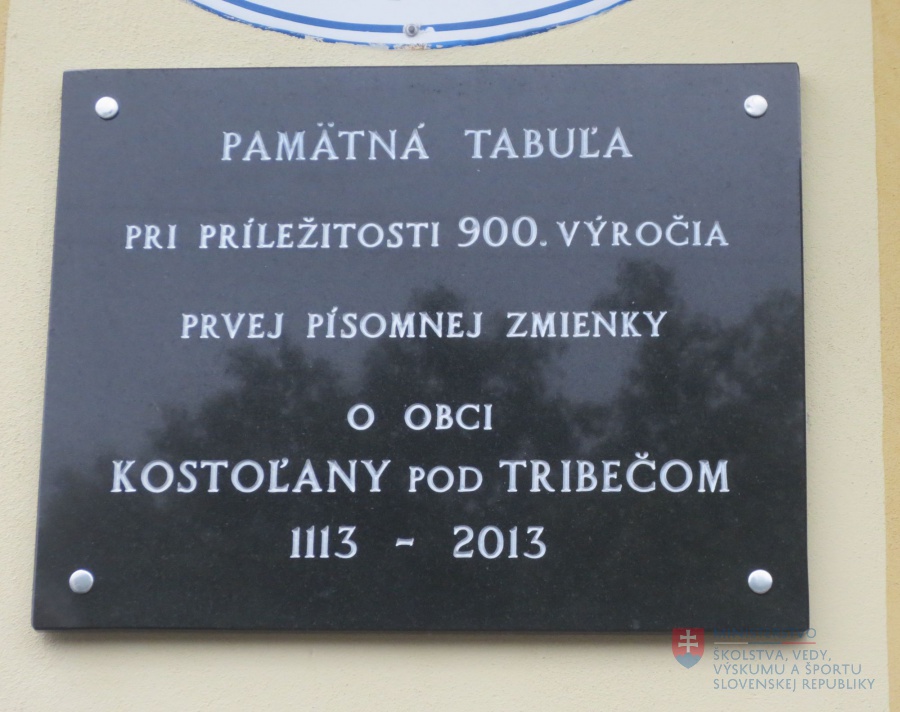 PAMÄTNÁ TABUĽA
PRI PRÍLEŽITOSTI 900. VÝROČIA
PRVEJ PÍSOMNEJ ZMIENKY
O OBCI
KOSTOĽANY POD TRIBEČOM
1113 - 2013
ŠKOLSTVA, VEDY,
VÝSKUMU A ŠPORTU
SLOVENSKEJ REPUBLIKY